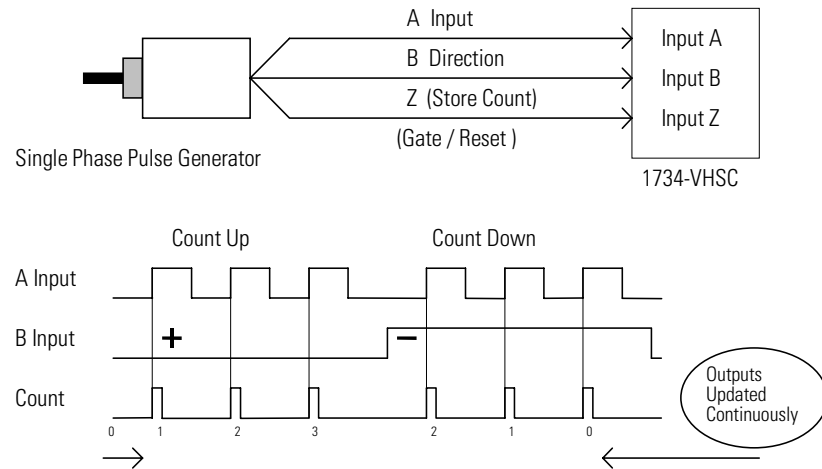 A Input
Input A
B Direction
Input B
Z (Store Count)
Input Z
(Gate / Reset )
Single Phase Pulse Generator
1734-VHSC
Count Up
Count Down
A Input
B Input
+
−
Count
Outputs
Updated
Continuously
0 1 2 3 2 1 0